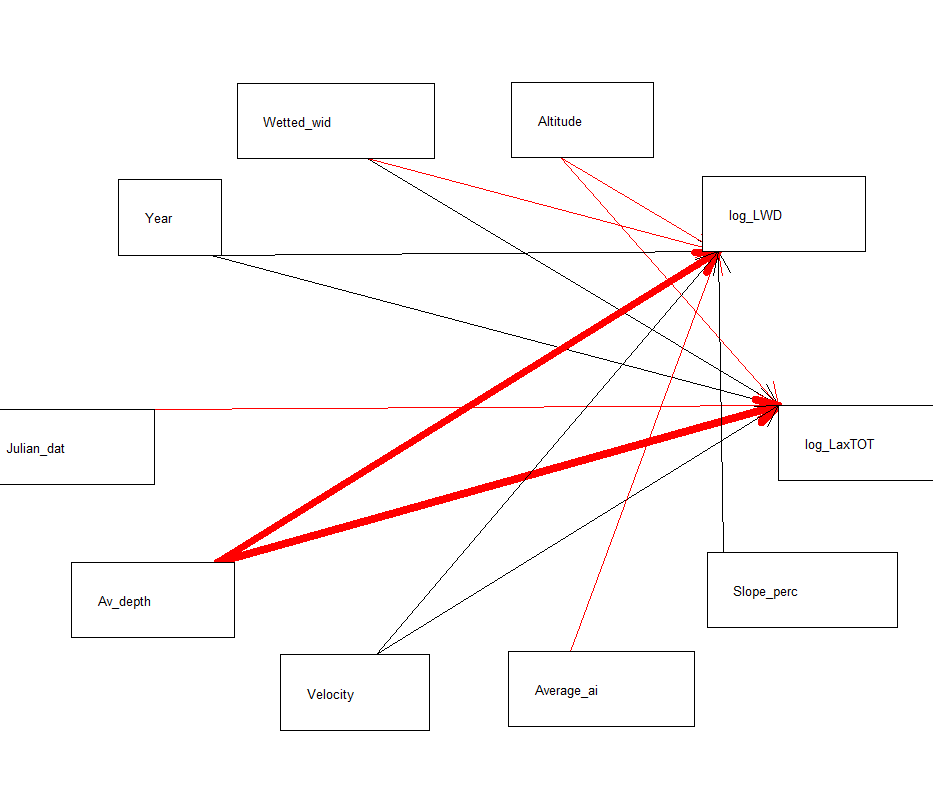 Wetted_wid
Altitude
Year
log_LWD
Julian_dat
log_LaxTOT
Av_depth
Slope_perc
Velocity
Average_ai